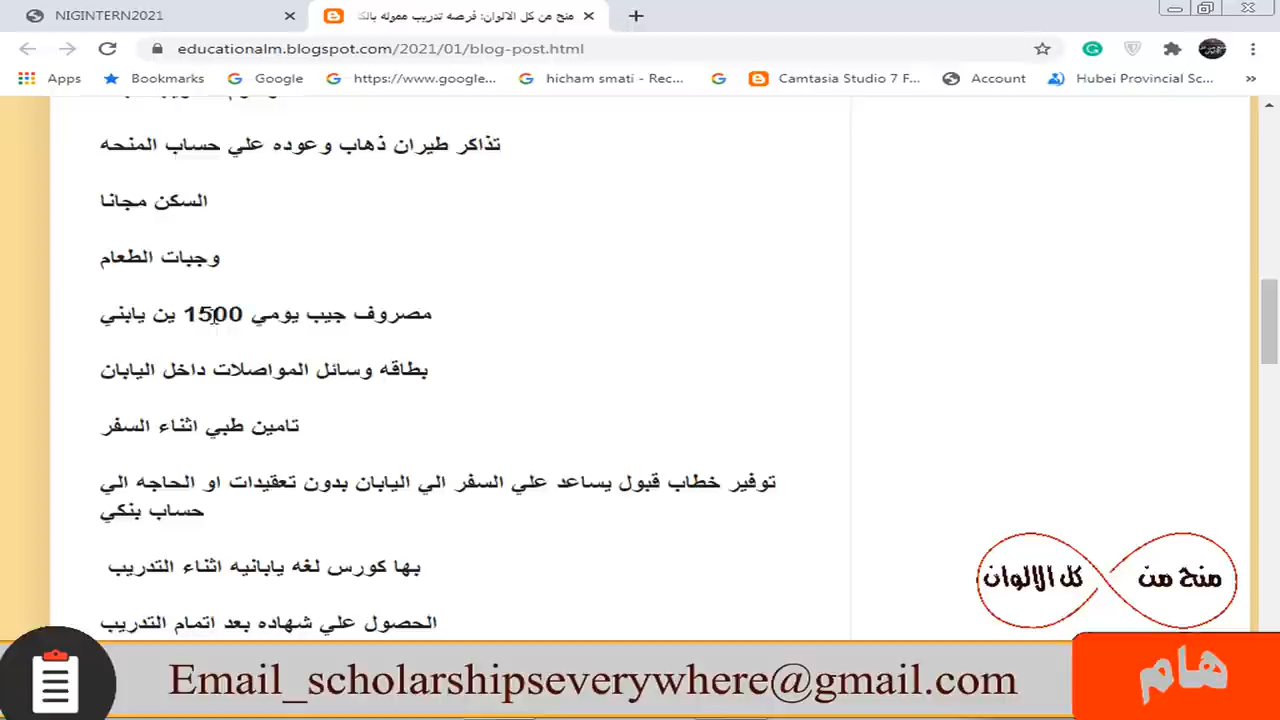 NIGINTERN2021
منح من كل الالوان: فرصه تدريب مموله بالكا
educationalm.blogspot.com/2021/01/blog-post.html
Apps
Bookmarks
Google
https://www.google...
hicham smati - Rec...
Camtasia Studio 7 F...
Account
Hubei Provincial Sc...
»
تذاكر طيران ذهاب وعوده علي حساب المنحه
السكن مجانا
وجبات الطعام
مصروف جيب يومي 1500 ين يابني
بطاقه وسائل المواصلات داخل اليابان
تامين طبي اثناء السفر
توفير خطاب قبول يساعد علي السفر الي اليابان بدون تعقيدات او الحاجه الي
حساب بنكي
بها كورس لغه يابانيه اثناء التدريب
الحصول علي شهاده بعد اتمام التدريب
منح من كل الالوان
Email_scholarshipseverywhere@gmail.com
هام